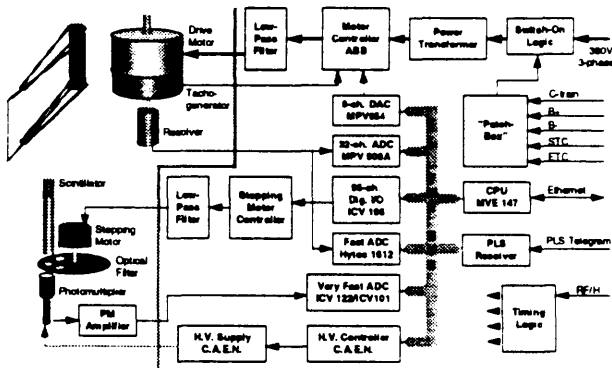 Drive
Motor
Low-
Pass
Filter
Motor
Controller
ABB
Power
Transformer
Switch-On
Logic
380V
3-phase
Tacho-
generator
Resolver
8-ch. DAC
MPV954
32-ch. ADC
MPV 908A
"Patch-
Box"
C-train
B+
B-
STC
ETC
Scintillator
Stepping
Motor
Optical
Filter
Photomultiplier
Low-
Pass
Filter
Stepping
Motor
Controller
96-ch.
Dig. I/O
ICV 196
CPU
MVE 147
Ethernet
Fast ADC
Hytec 1612
PLS
Receiver
PLS Telegram
PM
Amplifier
Very Fast ADC
ICV 122/ICV101
Timing
Logic
RF/H
H.V. Supply
C.A.E.N.
H.V. Controller
C.A.E.N.